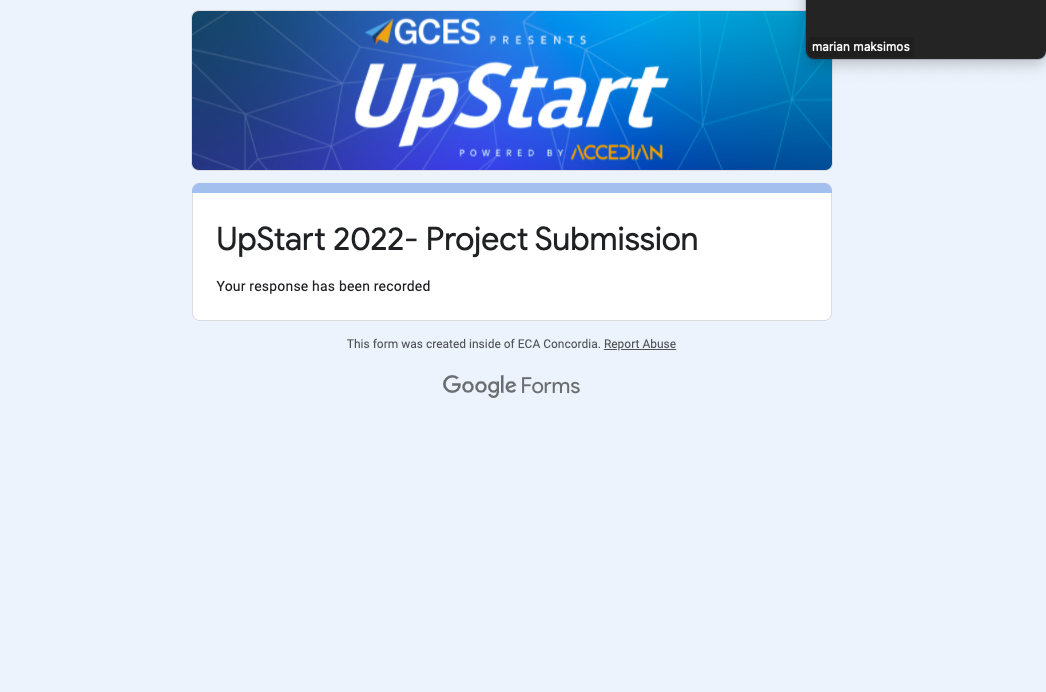 GCES PRESENTS
UpStart
POWERED BY ACCEDIAN
marian maksimos
UpStart 2022- Project Submission
Your response has been recorded
This form was created inside of ECA Concordia. Report Abuse
Google Forms